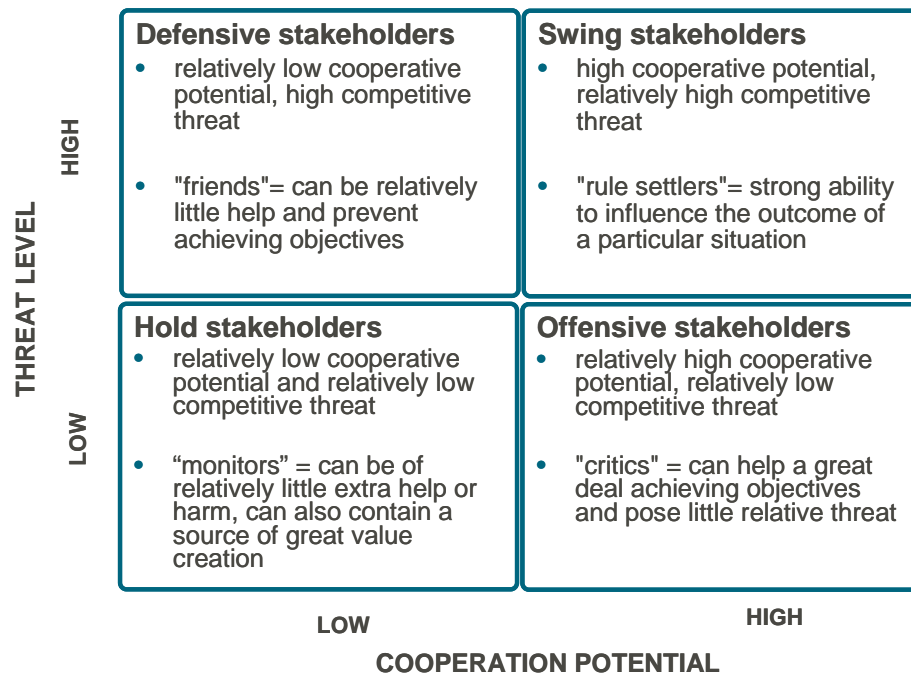 THREAT LEVEL
HIGH
LOW
Defensive stakeholders
• relatively low cooperative
potential, high competitive
threat
• "friends"= can be relatively
little help and prevent
achieving objectives
Swing stakeholders
• high cooperative potential,
relatively high competitive
threat
• "rule settlers"= strong ability
to influence the outcome of
a particular situation
Hold stakeholders
• relatively low cooperative
potential and relatively low
competitive threat
• “monitors” = can be of
relatively little extra help or
harm, can also contain a
source of great value
creation
Offensive stakeholders
• relatively high cooperative
potential, relatively low
competitive threat
• "critics" = can help a great
deal achieving objectives
and pose little relative threat
LOW
HIGH
COOPERATION POTENTIAL